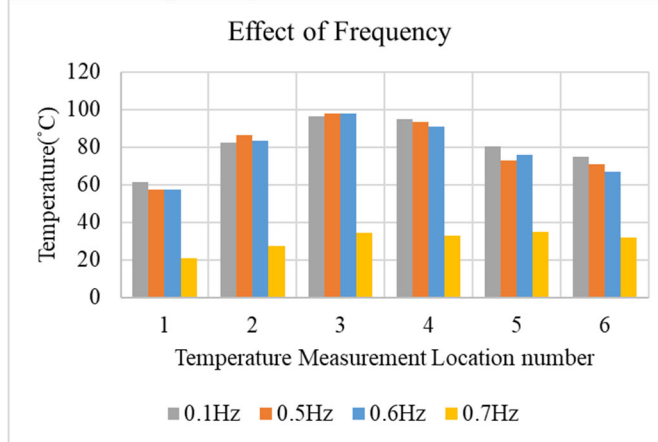 Effect of Frequency
120
100
80
60
40
20
0
Temperature(˚C)
1 2 3 4 5 6
Temperature Measurement Location number
0.1Hz 0.5Hz 0.6Hz 0.7Hz